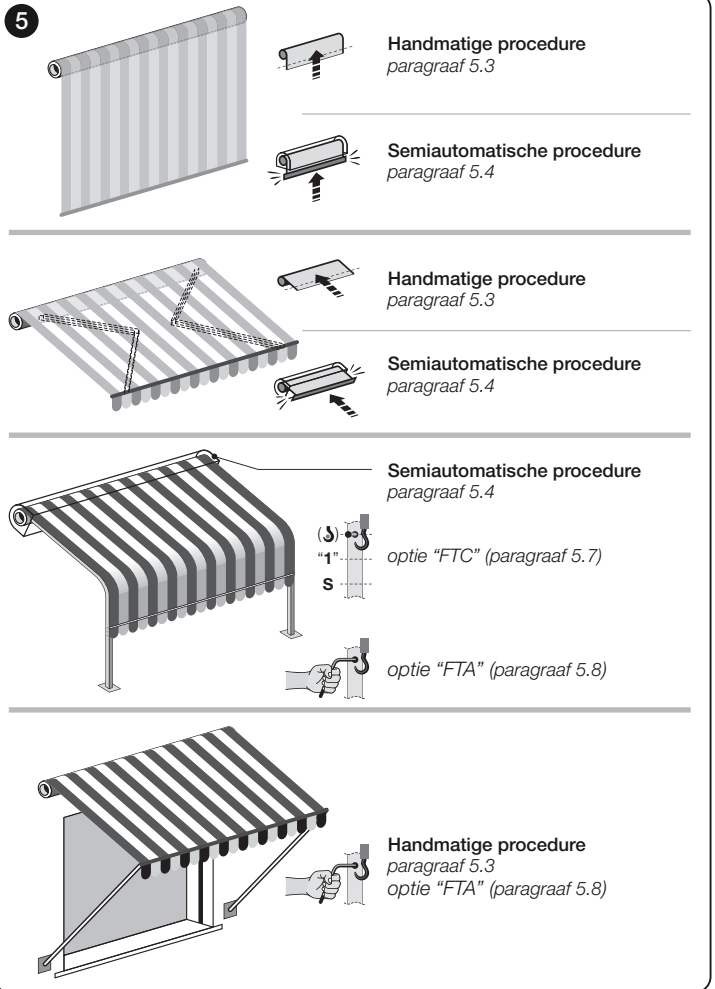 5
Handmatige procedure
paragraaf 5.3
Semiautomatische procedure
paragraaf 5.4
Handmatige procedure
paragraaf 5.3
Semiautomatische procedure
paragraaf 5.4
Semiautomatische procedure
paragraaf 5.4
“1”
S
optie “FTC” (paragraaf 5.7)
optie “FTA” (paragraaf 5.8)
Handmatige procedure
paragraaf 5.3
optie “FTA” (paragraaf 5.8)